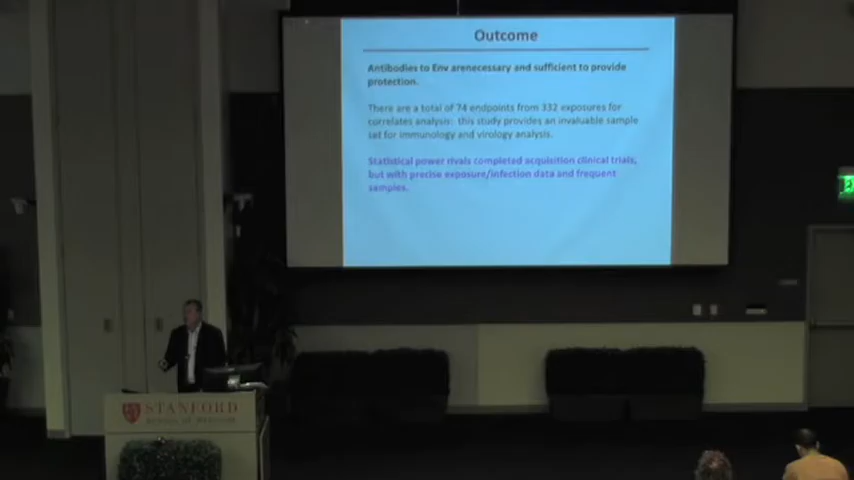 Outcome
Antibodies to Env arenecessary and sufficient to provide
protection.
There are a total of 74 endpoints from 332 exposures for
correlates analysis: this study provides an invaluable sample
set for immunology and virology analysis.
Statistical power rivals completed acquisition clinical trials,
but with precise exposure/infection data and frequent
samples.
STANFORD
SCHOOL OF MEDICINE